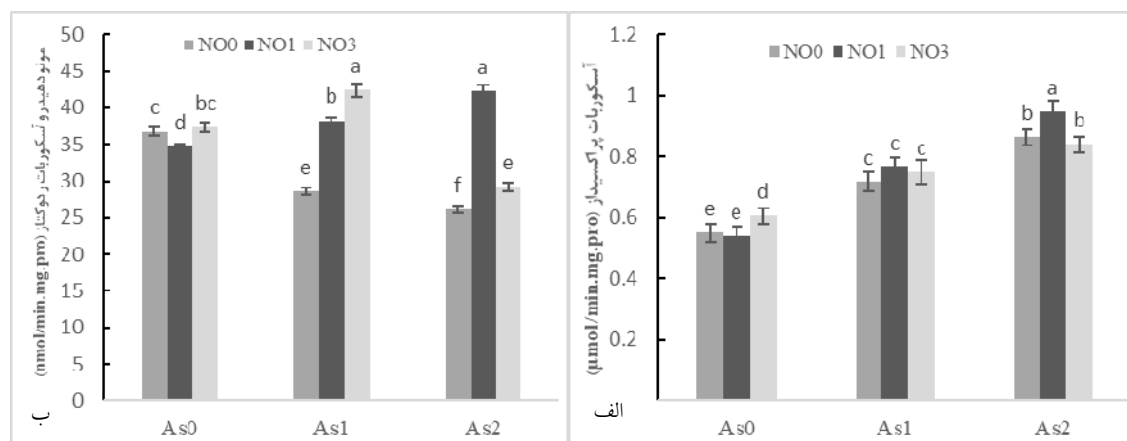 مونودهیدرو آسکوربات ردوکتاز (nmol/min.mg.pro)
50
45
40
35
30
25
20
15
10
5
0
NO0 NO1 NO3
c d bc
e b a
f a e
As0 As1 As2
ب
آسکوربات پراکسیداز (µmol/min.mg.pro)
1.2
1
0.8
0.6
0.4
0.2
0
NO0 NO1 NO3
e e d
c c c
b a b
As0 As1 As2
الف